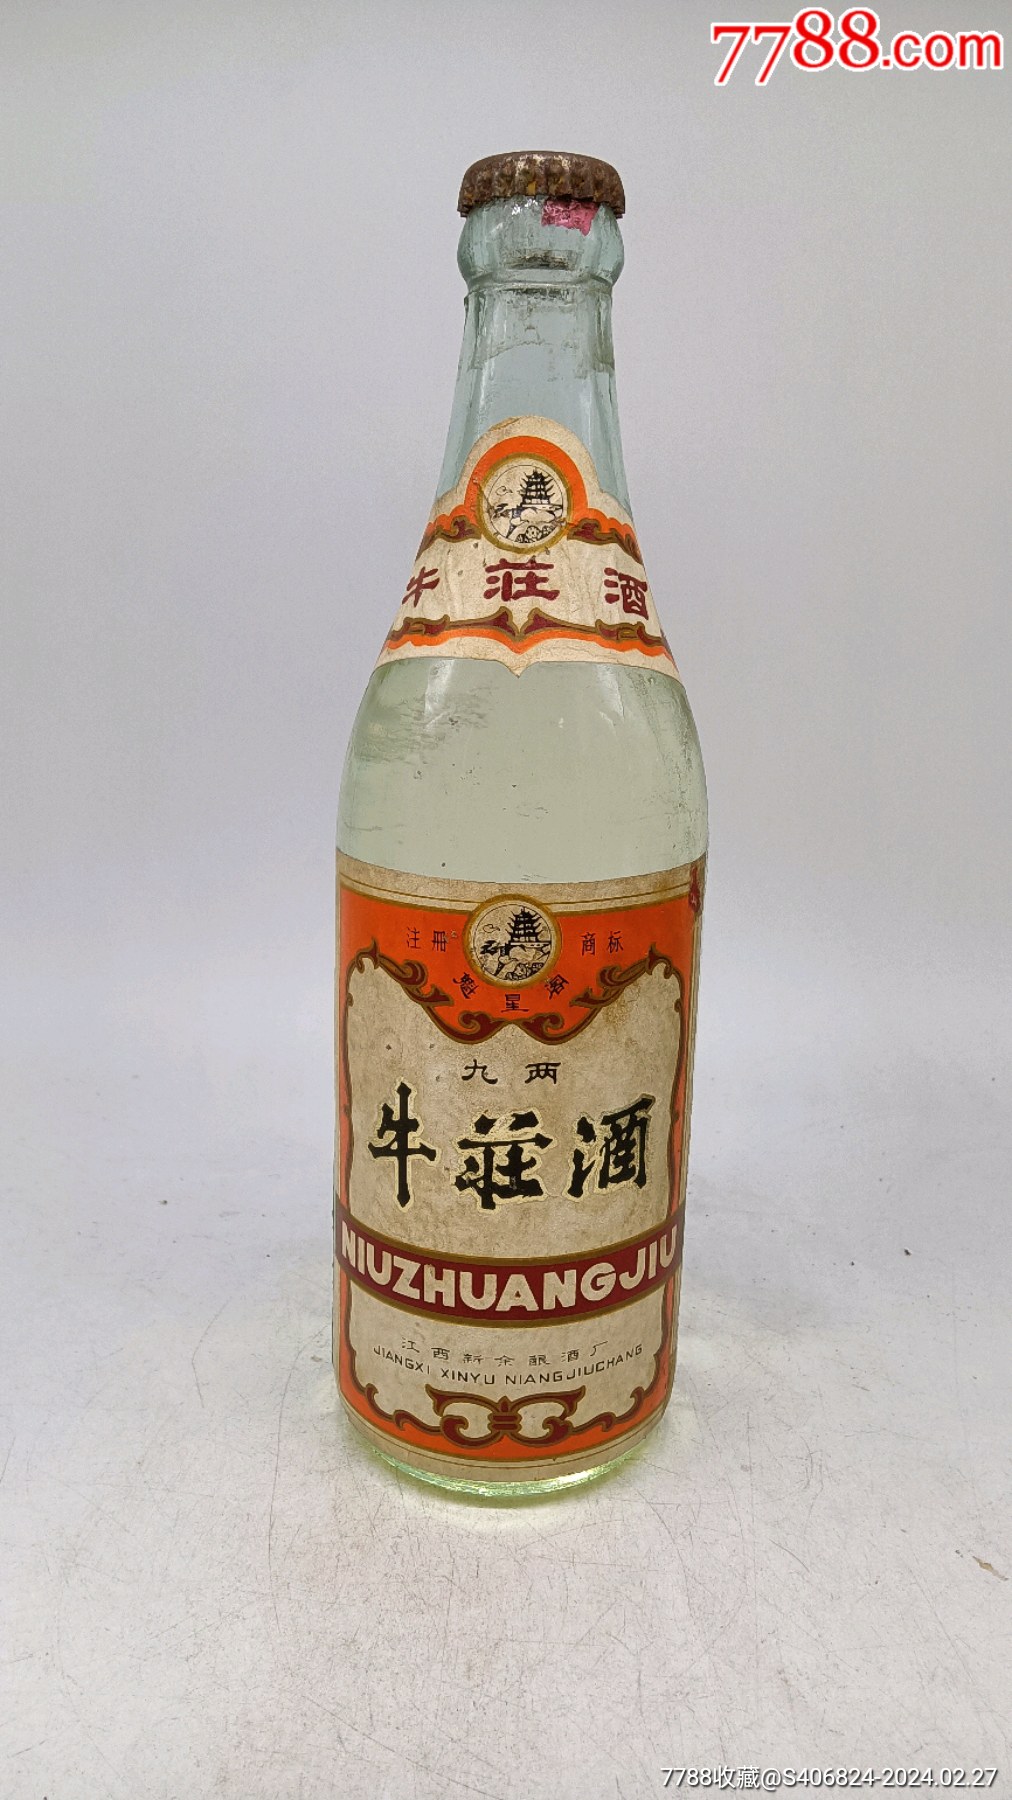 7788.com
牛莊酒
注册 商标
魁星阁
九两
牛莊酒
NIUZHUANGJIU
江西新余酿酒厂
JIANGXI XINYU NIANGJIUCHANG
7788收藏@S406824-2024.02.27